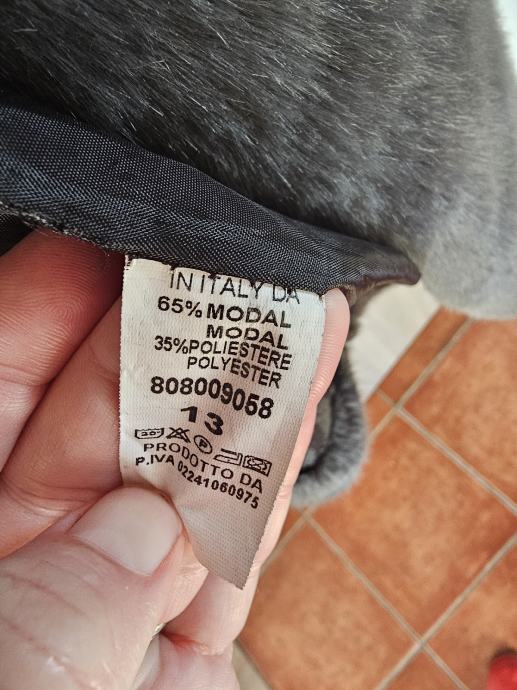 IN ITALY DA
65% MODAL
MODAL
35%POLIESTERE
POLYESTER
808009058
13
P
PRODOTTO DA
P.IVA 02241060975